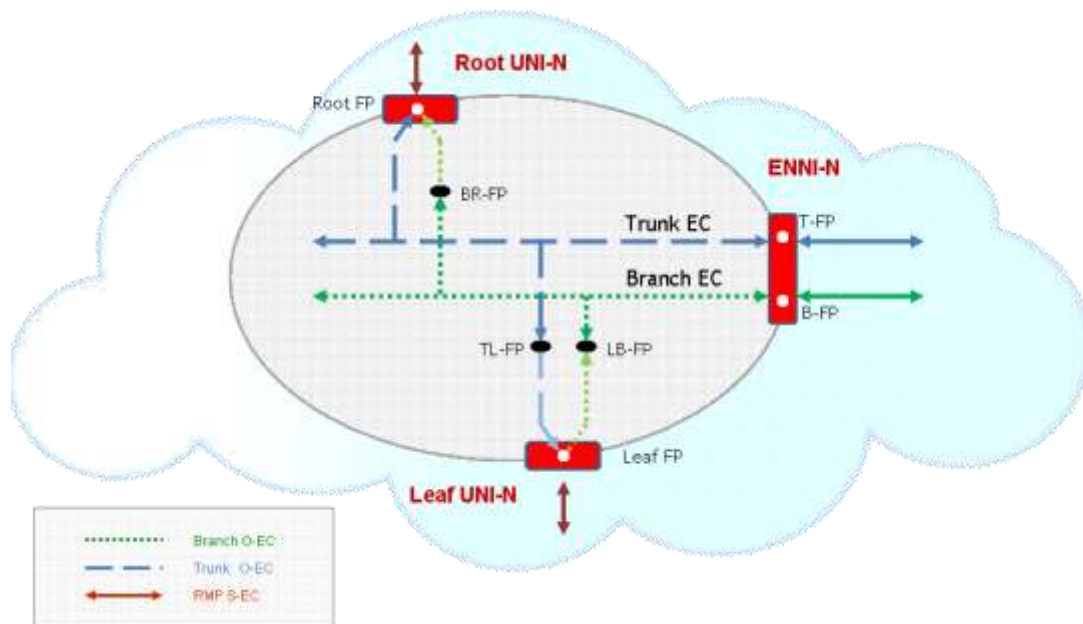 Root UNI-N
Root FP
ENNI-N
BR-FP
Trunk EC
T-FP
Branch EC
B-FP
TL-FP
LB-FP
Leaf FP
Leaf UNI-N
Branch O-EC
Trunk O-EC
RMP S-EC